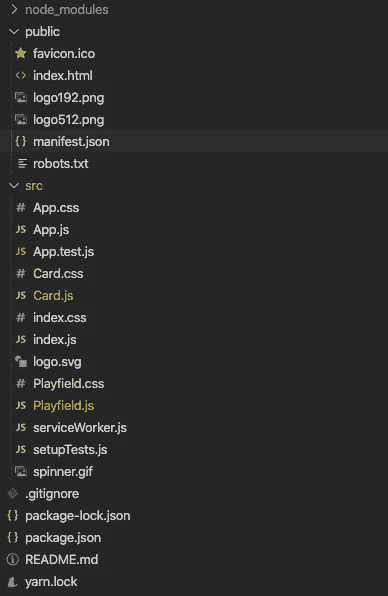 node_modules
public
favicon.ico
index.html
logo192.png
logo512.png
{} manifest.json
robots.txt
src
# App.css
JS App.js
JS App.test.js
# Card.css
JS Card.js
# index.css
JS index.js
logo.svg
# Playfield.css
JS Playfield.js
JS serviceWorker.js
JS setupTests.js
spinner.gif
.gitignore
{} package-lock.json
{} package.json
README.md
yarn.lock